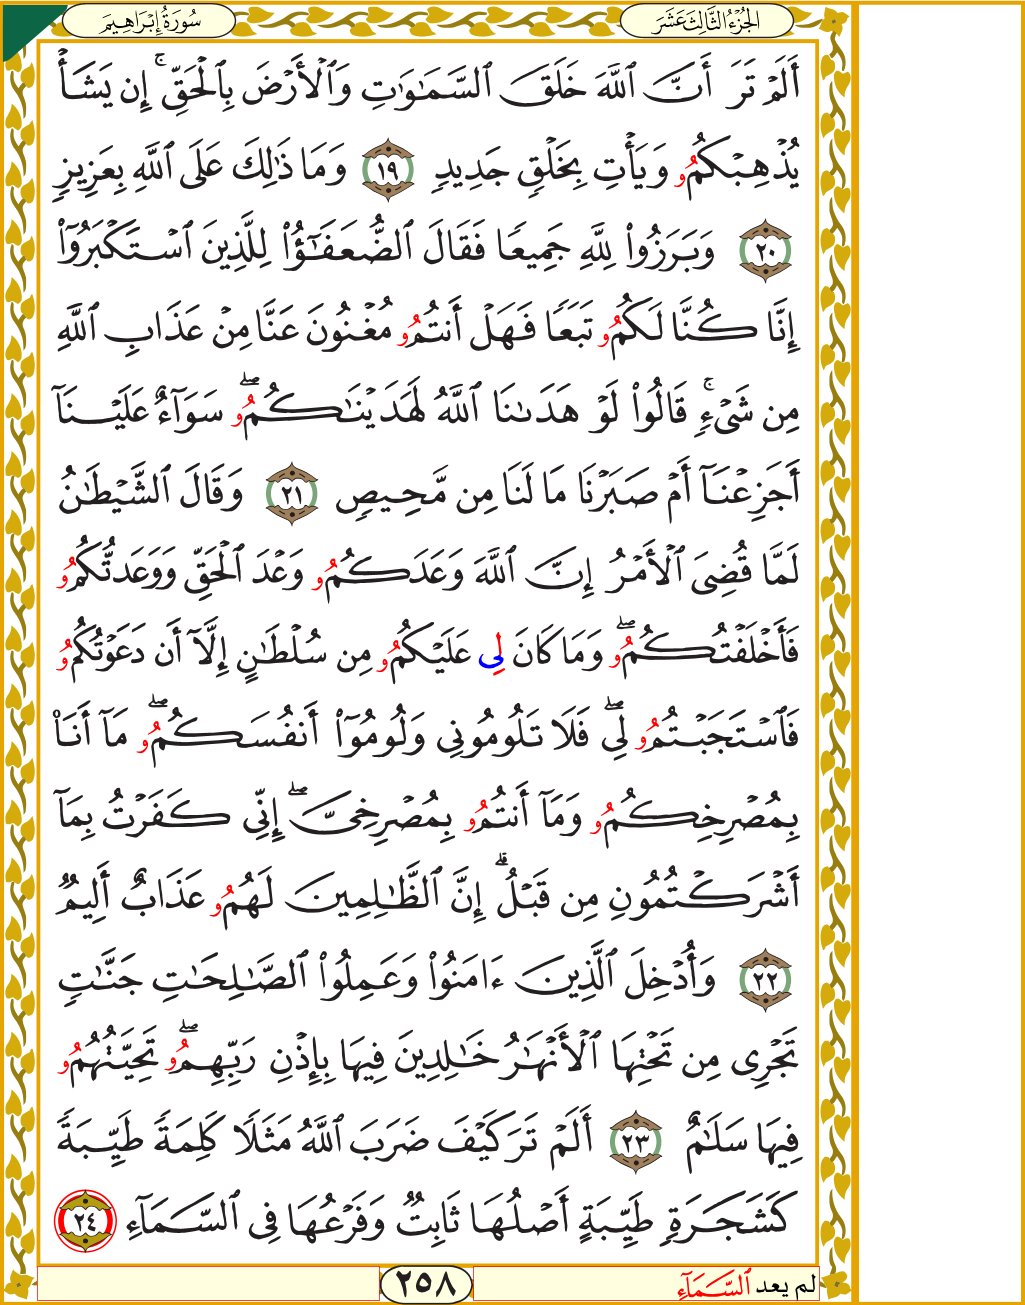 سُورَةُ إِبْرَاهِيمَ
الجُزْءُ الثَّالِثَ عَشَرَ
أَلَمْ تَرَ أَنَّ ٱللَّهَ خَلَقَ ٱلسَّمَٰوَٰتِ وَٱلْأَرْضَ بِٱلْحَقِّۚ إِن يَشَأْ
يُذْهِبْكُمُۥ وَيَأْتِ بِخَلْقٖ جَدِيدٖ ١٩ وَمَا ذَٰلِكَ عَلَى ٱللَّهِ بِعَزِيزٖ
٢٠ وَبَرَزُوا۟ لِلَّهِ جَمِيعٗا فَقَالَ ٱلضُّعَفَٰٓؤُا۟ لِلَّذِينَ ٱسْتَكْبَرُوٓا۟
إِنَّا كُنَّا لَكُمُۥ تَبَعٗا فَهَلْ أَنتُمُۥ مُغْنُونَ عَنَّا مِنْ عَذَابِ ٱللَّهِ
مِن شَىْءٖۚ قَالُوا۟ لَوْ هَدَىٰنَا ٱللَّهُ لَهَدَيْنَٰكُمُۥۖ سَوَآءٌ عَلَيْنَآ
أَجَزِعْنَآ أَمْ صَبَرْنَا مَا لَنَا مِن مَّحِيصٖ ٢١ وَقَالَ ٱلشَّيْطَٰنُ
لَمَّا قُضِىَ ٱلْأَمْرُ إِنَّ ٱللَّهَ وَعَدَكُمُۥ وَعْدَ ٱلْحَقِّ وَوَعَدتُّكُمُۥ
فَأَخْلَفْتُكُمُۥۖ وَمَا كَانَ لِى عَلَيْكُمُۥ مِن سُلْطَٰنٍ إِلَّآ أَن دَعَوْتُكُمُۥ
فَٱسْتَجَبْتُمُۥ لِىۖ فَلَا تَلُومُونِى وَلُومُوٓا۟ أَنفُسَكُمُۥۖ مَآ أَنَا۠
بِمُصْرِخِكُمُۥ وَمَآ أَنتُمُۥ بِمُصْرِخِىَّۖ إِنِّى كَفَرْتُ بِمَآ
أَشْرَكْتُمُونِ مِن قَبْلُۗ إِنَّ ٱلظَّٰلِمِينَ لَهُمُۥ عَذَابٌ أَلِيمٞ
٢٢ وَأُدْخِلَ ٱلَّذِينَ ءَامَنُوا۟ وَعَمِلُوا۟ ٱلصَّٰلِحَٰتِ جَنَّٰتٖ
تَجْرِى مِن تَحْتِهَا ٱلْأَنْهَٰرُ خَٰلِدِينَ فِيهَا بِإِذْنِ رَبِّهِمُۥۖ تَحِيَّتُهُمُۥ
فِيهَا سَلَٰمٌ ٢٣ أَلَمْ تَرَ كَيْفَ ضَرَبَ ٱللَّهُ مَثَلٗا كَلِمَةٗ طَيِّبَةٗ
كَشَجَرَةٖ طَيِّبَةٍ أَصْلُهَا ثَابِتٞ وَفَرْعُهَا فِى ٱلسَّمَآءِ ٢٤
لم يعد ٱلسَّمَآءِ
٢٥٨